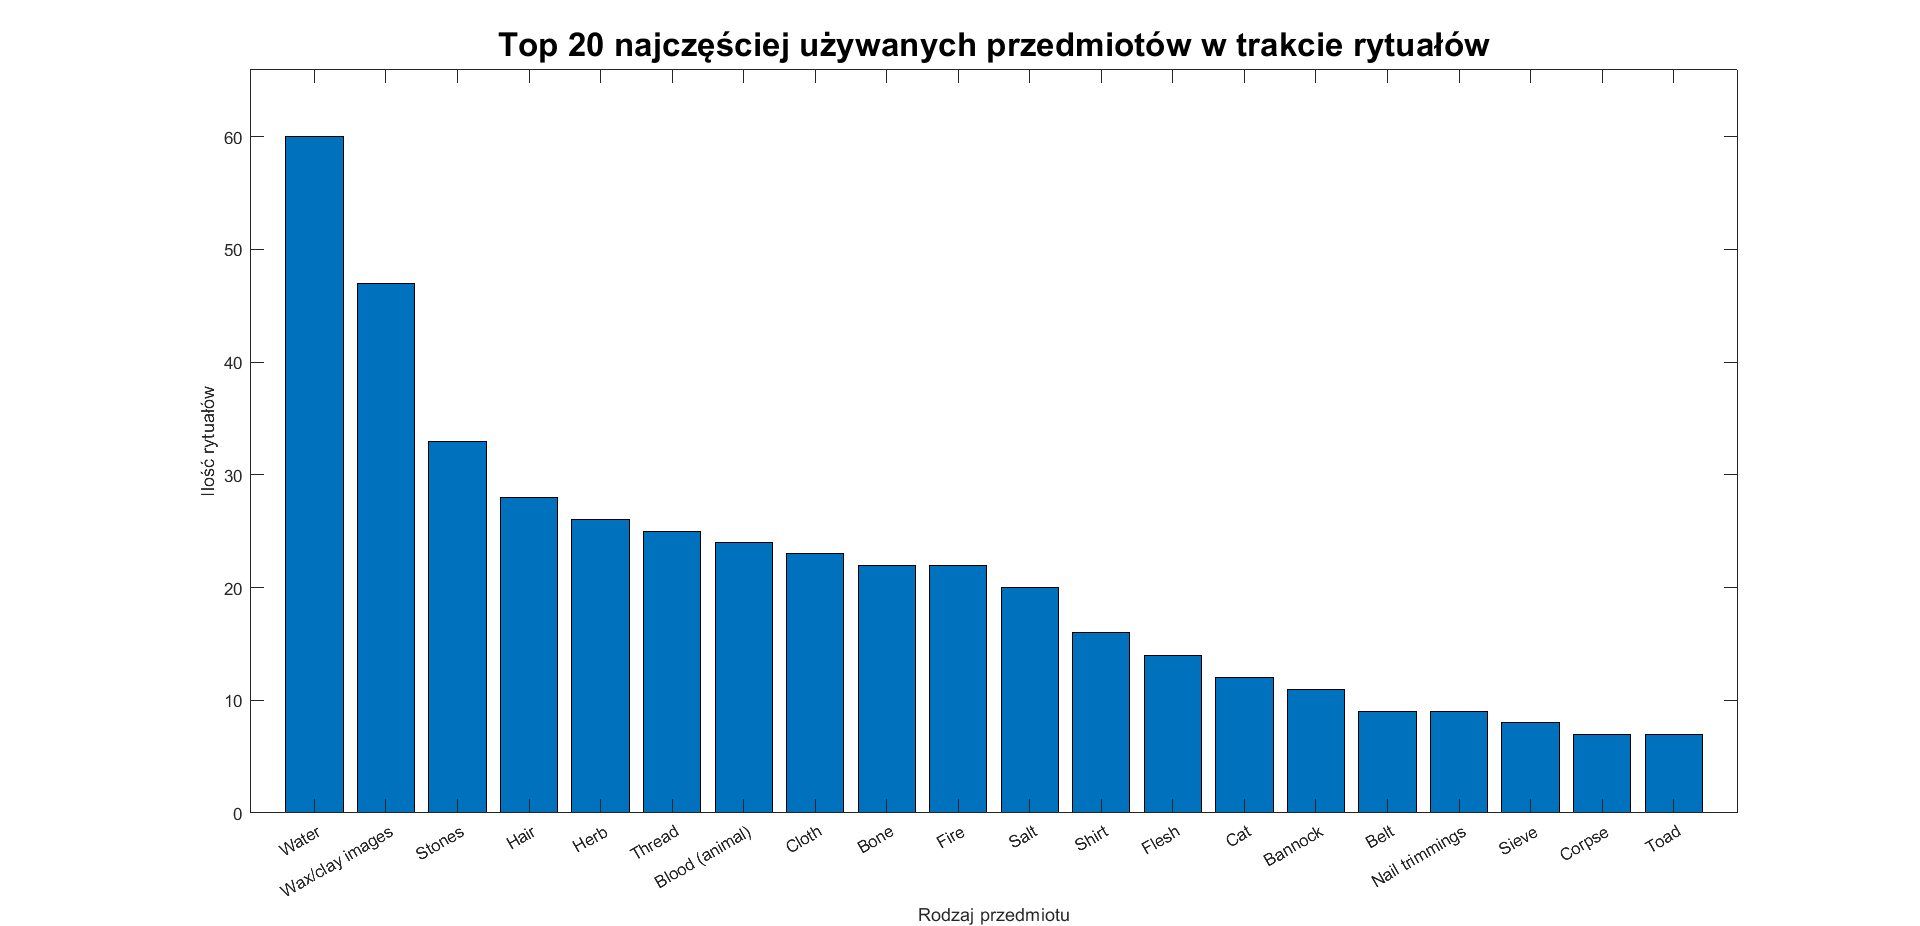 Top 20 najczęściej używanych przedmiotów w trakcie rytuałów
60
50
40
30
20
10
0
Ilość rytuałów
Water
Wax/clay images
Stones
Hair
Herb
Thread
Blood (animal)
Cloth
Bone
Fire
Salt
Shirt
Flesh
Cat
Bannock
Belt
Nail trimmings
Sieve
Corpse
Toad
Rodzaj przedmiotu